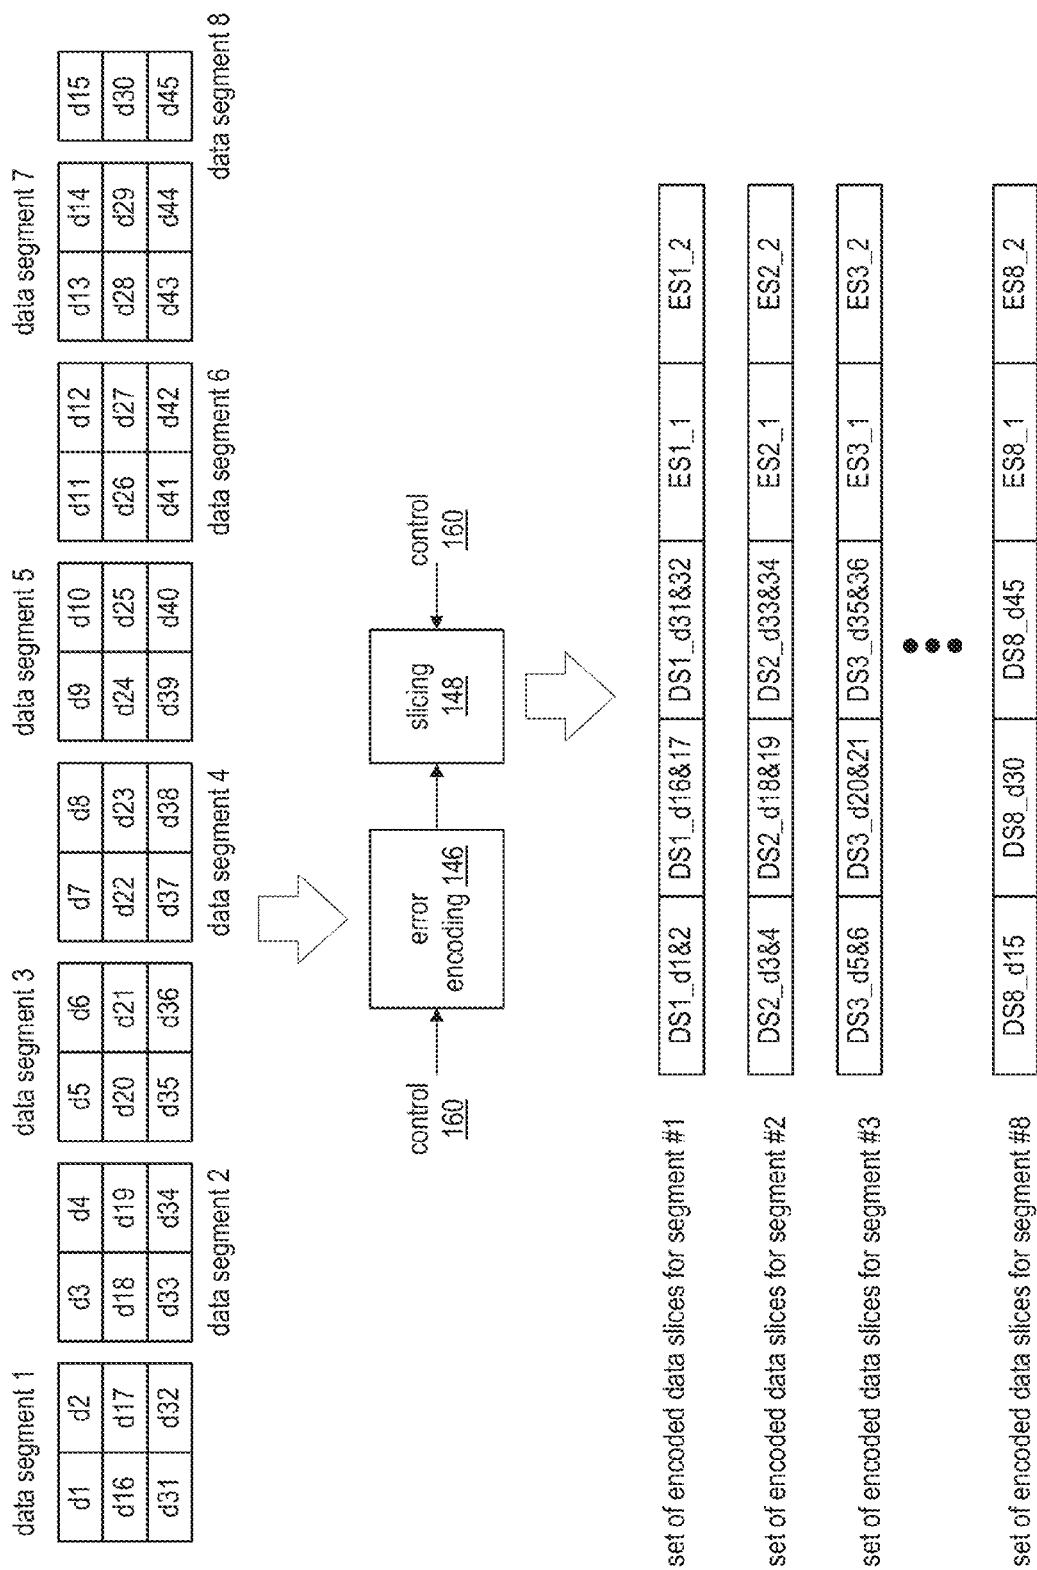 data segment 1
data segment 3
data segment 5
data segment 7
d1 d2 d3 d4 d5 d6 d7 d8 d9 d10 d11 d12 d13 d14 d15
d16 d17 d18 d19 d20 d21 d22 d23 d24 d25 d26 d27 d28 d29 d30
d31 d32 d33 d34 d35 d36 d37 d38 d39 d40 d41 d42 d43 d44 d45
data segment 2
data segment 4
data segment 6
data segment 8
control
160
error
encoding 146
slicing
148
control
160
set of encoded data slices for segment #1
DS1_d1&2 DS1_d16&17 DS1_d31&32 ES1_1 ES1_2
set of encoded data slices for segment #2
DS2_d3&4 DS2_d18&19 DS2_d33&34 ES2_1 ES2_2
set of encoded data slices for segment #3
DS3_d5&6 DS3_d20&21 DS3_d35&36 ES3_1 ES3_2
set of encoded data slices for segment #8
DS8_d15 DS8_d30 DS8_d45 ES8_1 ES8_2